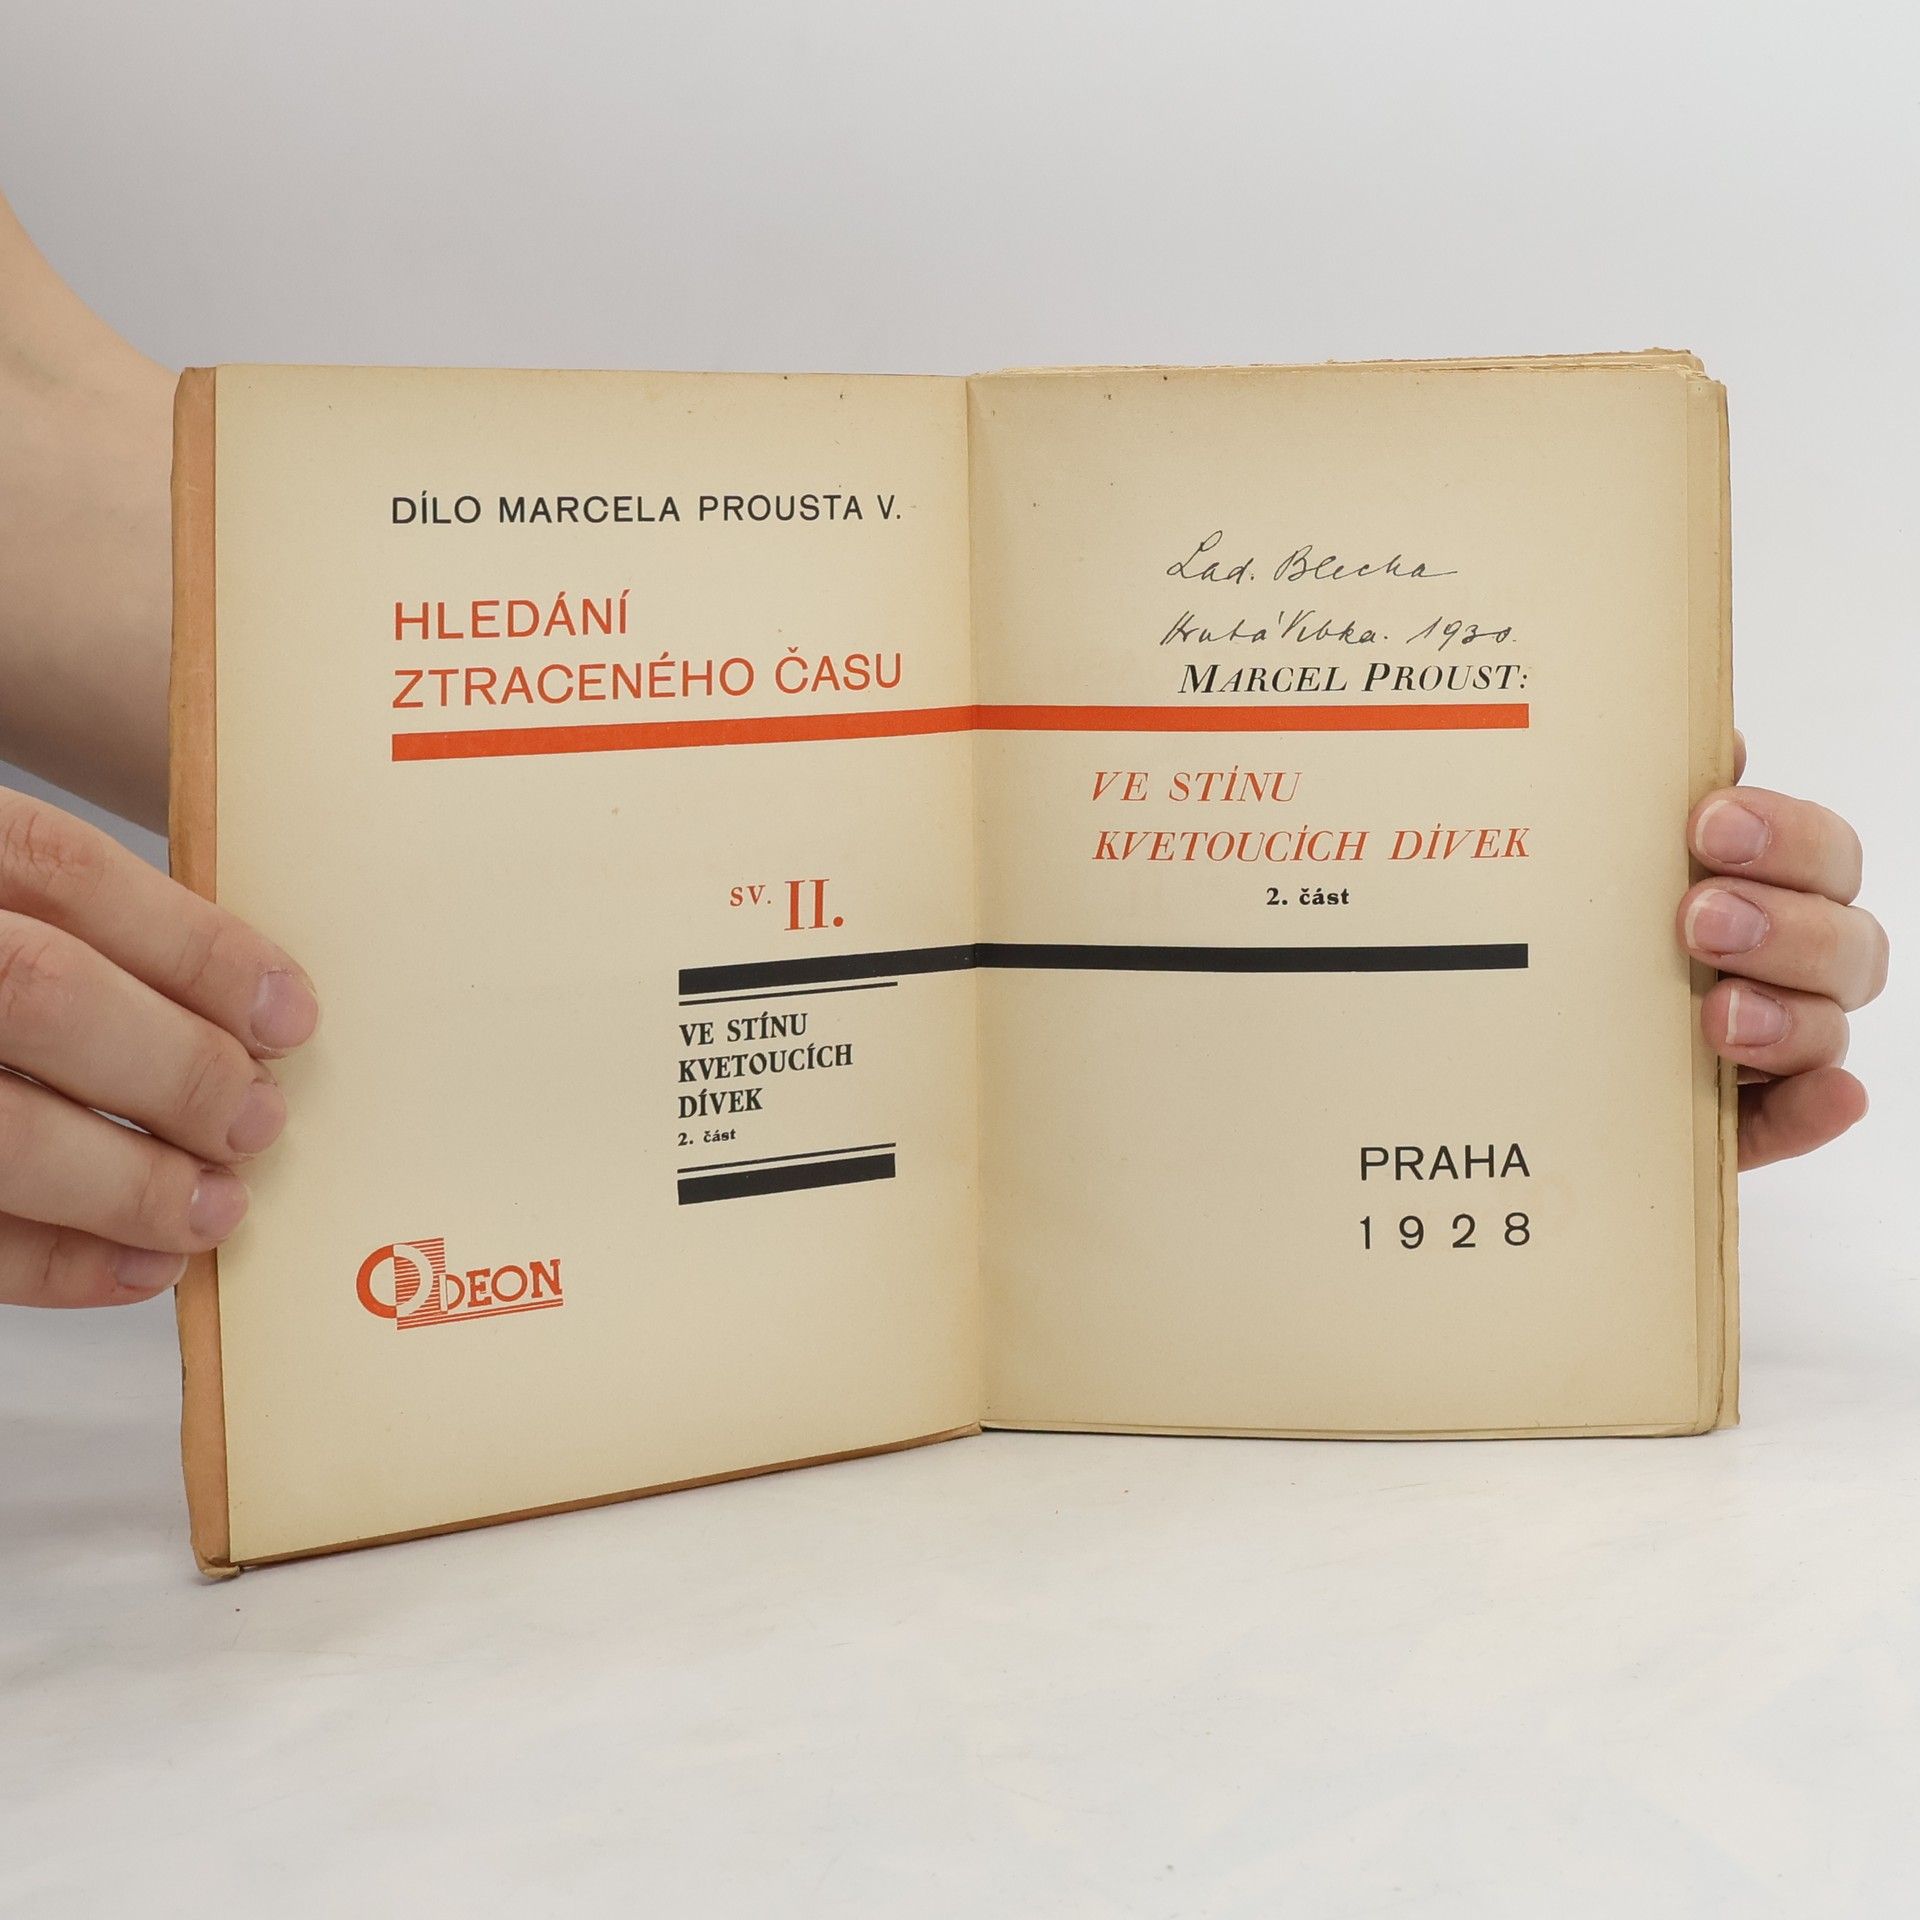 DÍLO MARCELA PROUSTA V.
HLEDÁNÍ
ZTRACENÉHO ČASU
SV. II.
VE STÍNU
KVETOUCÍCH
DÍVEK
2. část
ODEON
Lad. Blecha
Hrubá Vrbka. 1930.
MARCEL PROUST:
VE STÍNU
KVETOUCÍCH DÍVEK
2. část
PRAHA
1928